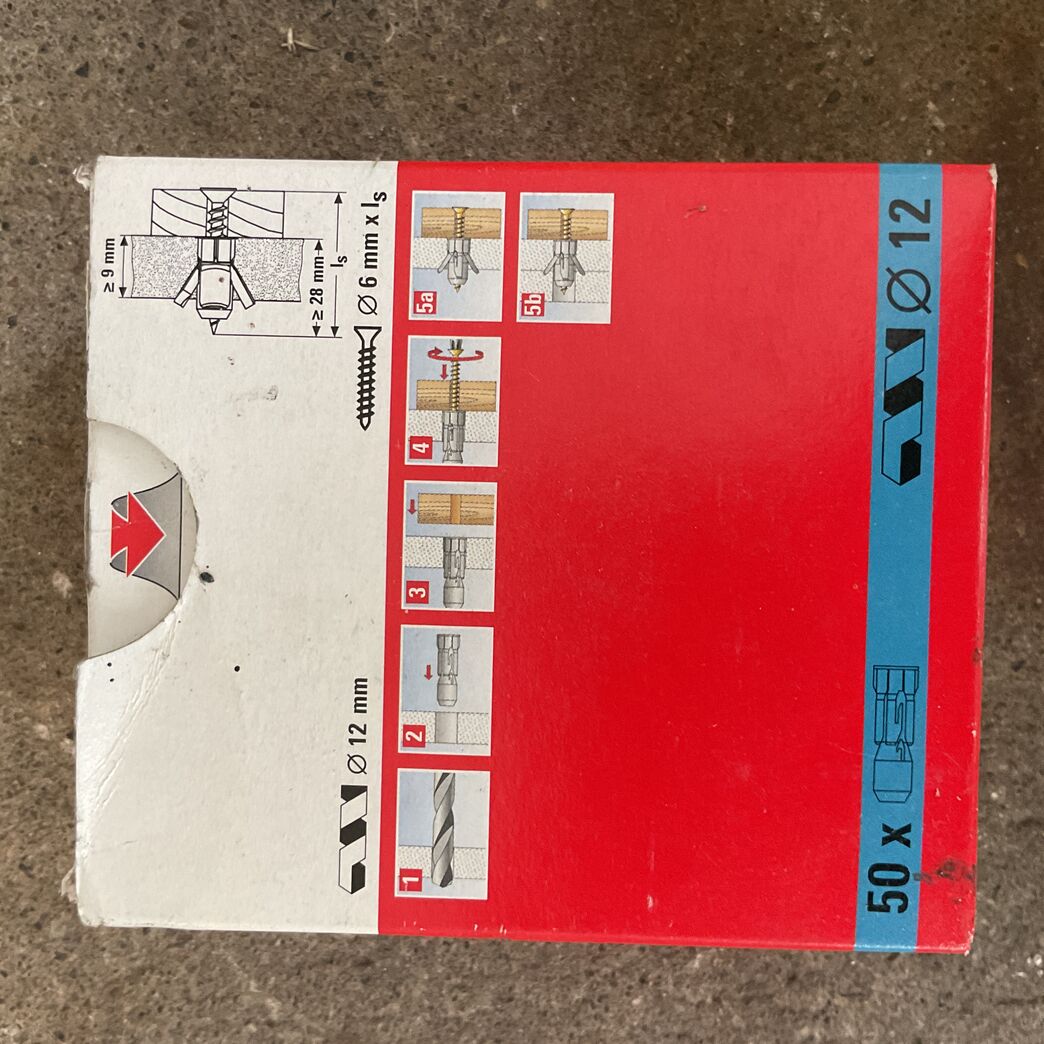 ≥ 9 mm
≥ 28 mm
ls
Ø 12 mm
Ø 6 mm x ls
1
2
3
4
5a
5b
50 x
Ø 12